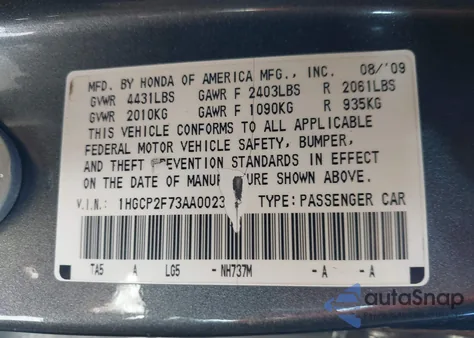 MFD. BY HONDA OF AMERICA MFG., INC. 08/'09
GVWR 4431LBS GAWR F 2403LBS R 2061LBS
GVWR 2010KG GAWR F 1090KG R 935KG
THIS VEHICLE CONFORMS TO ALL APPLICABLE
FEDERAL MOTOR VEHICLE SAFETY, BUMPER,
AND THEFT EVENTION STANDARDS IN EFFECT
ON THE DATE OF MANUF TURE SHOWN ABOVE.
V.I.N.: 1HGCP2F73AA0023 TYPE: PASSENGER CAR
TA5 A LG5 -NH737M -A -A
autoSnap